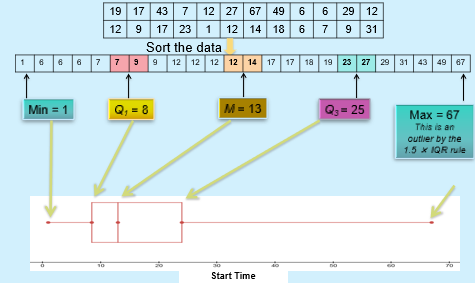 19 17 43 7 12 27 67 49 6 6 29 12
12 9 17 23 1 12 14 18 6 7 9 31
Sort the data
1 6 6 6 7 7 9 9 12 12 12 12 14 17 17 18 19 23 27 29 31 43 49 67
Min = 1
Q1 = 8
M = 13
Q3 = 25
Max = 67
This is an
outlier by the
1.5 × IQR rule
0 10 20 30 40 50 60 70
Start Time